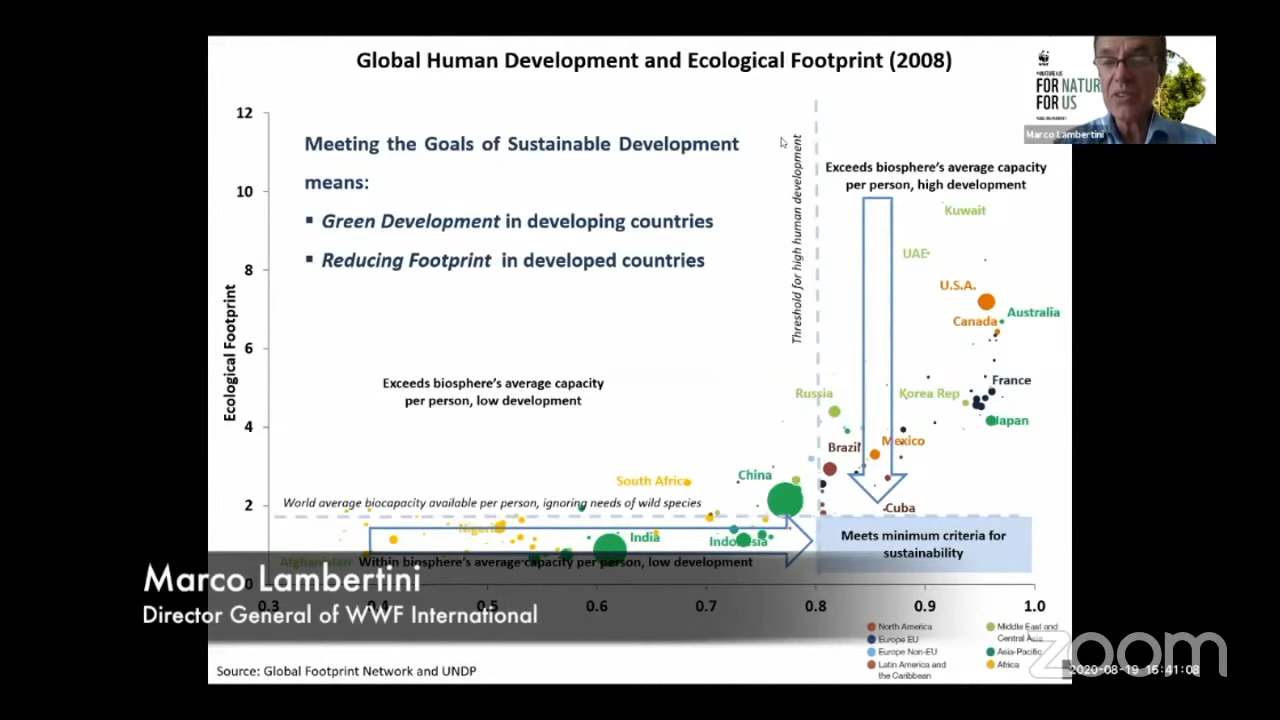 Global Human Development and Ecological Footprint (2008)
FOR NATUR
FOR US
Marco Lambertini
12
10
8
6
4
2
Ecological Footprint
Meeting the Goals of Sustainable Development
means:
▪ Green Development in developing countries
▪ Reducing Footprint in developed countries
Threshold for high human development
Exceeds biosphere's average capacity
per person, high development
Kuwait
UAE
U.S.A.
Australia
Canada
France
Korea Rep
Japan
Russia
Exceeds biosphere's average capacity
per person, low development
Brazil
Mexico
China
South Africa
World average biocapacity available per person, ignoring needs of wild species
Cuba
Nigeria
India
Indonesia
Meets minimum criteria for
sustainability
Afghanistan
Within biosphere's average capacity per person, low development
Marco Lambertini
Director General of WWF International
0.3
0.4
0.5
0.6
0.7
0.8
0.9
1.0
North America
Europe EU
Europe Non-EU
Latin America and
the Caribbean
Middle East and
Central Asia
Asia-Pacific
Africa
Source: Global Footprint Network and UNDP
zoom
2020-08-19 15:41:08